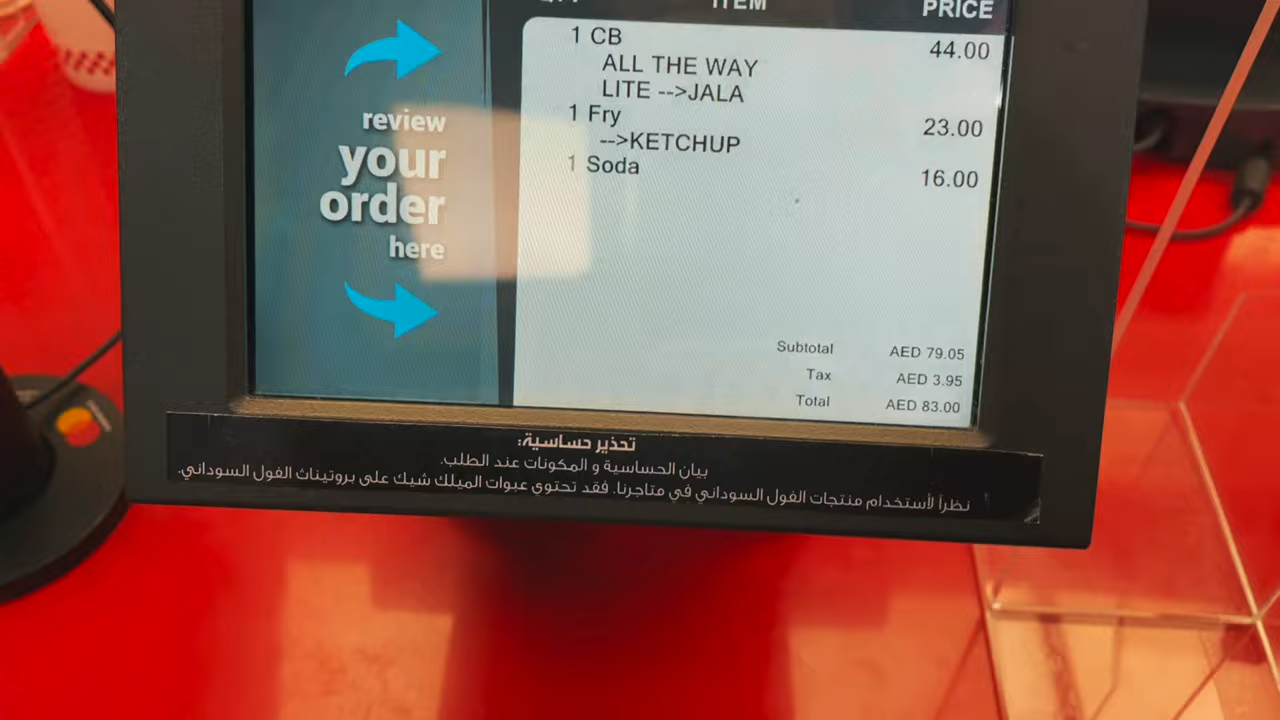 ITEM PRICE
1 CB 44.00
ALL THE WAY
LITE -->JALA
1 Fry 23.00
-->KETCHUP
1 Soda 16.00
review
your
order
here
Subtotal AED 79.05
Tax AED 3.95
Total AED 83.00
تحذير حساسية:
بيان الحساسية و المكونات عند الطلب.
نظراً لأستخدام منتجات الفول السوداني في متاجرنا. فقد تحتوي عبوات الميلك شيك على بروتينات الفول السوداني.